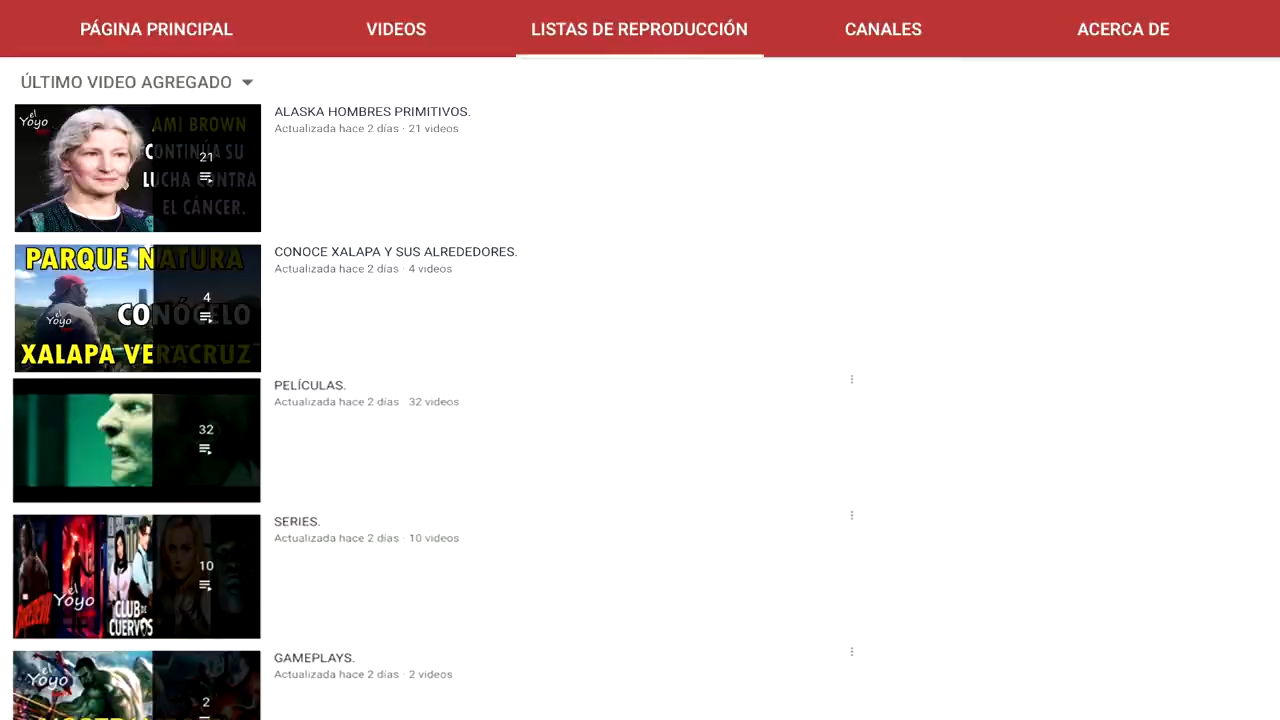 PÁGINA PRINCIPAL VIDEOS LISTAS DE REPRODUCCIÓN CANALES ACERCA DE
ÚLTIMO VIDEO AGREGADO
el Yoyo
AMI BROWN
CONTINÚA SU
LUCHA CONTRA
EL CÁNCER.
21
ALASKA HOMBRES PRIMITIVOS.
Actualizada hace 2 días · 21 videos
PARQUE NATURA
CONÓCELO
el Yoyo
XALAPA VERACRUZ
4
CONOCE XALAPA Y SUS ALREDEDORES.
Actualizada hace 2 días · 4 videos
32
PELÍCULAS.
Actualizada hace 2 días · 32 videos
DAREDEVIL
el Yoyo
CLUB DE
CUERVOS
10
SERIES.
Actualizada hace 2 días · 10 videos
el Yoyo
2
GAMEPLAYS.
Actualizada hace 2 días · 2 videos